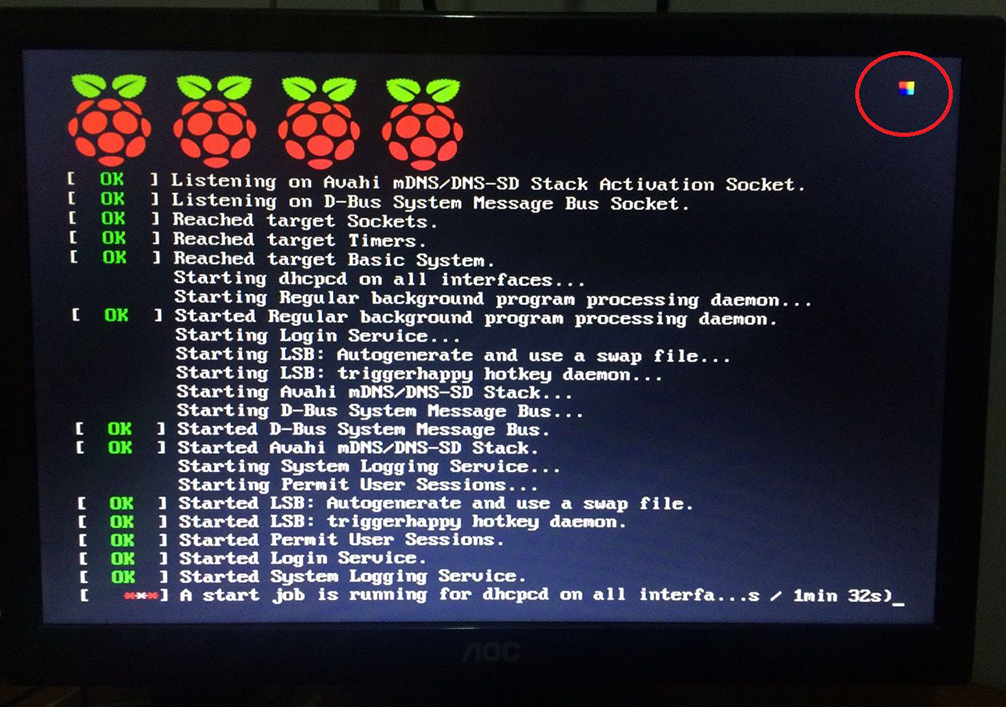 [ OK ] Listening on Avahi mDNS/DNS-SD Stack Activation Socket.
[ OK ] Listening on D-Bus System Message Bus Socket.
[ OK ] Reached target Sockets.
[ OK ] Reached target Timers.
[ OK ] Reached target Basic System.
Starting dhcpcd on all interfaces...
Starting Regular background program processing daemon...
[ OK ] Started Regular background program processing daemon.
Starting Login Service...
Starting LSB: Autogenerate and use a swap file...
Starting LSB: triggerhappy hotkey daemon...
Starting Avahi mDNS/DNS-SD Stack...
Starting D-Bus System Message Bus...
[ OK ] Started D-Bus System Message Bus.
[ OK ] Started Avahi mDNS/DNS-SD Stack.
Starting System Logging Service...
Starting Permit User Sessions...
[ OK ] Started LSB: Autogenerate and use a swap file.
[ OK ] Started LSB: triggerhappy hotkey daemon.
[ OK ] Started Permit User Sessions.
[ OK ] Started Login Service.
[ OK ] Started System Logging Service.
[ ***] A start job is running for dhcpcd on all interfa...s / 1min 32s)_
AOC